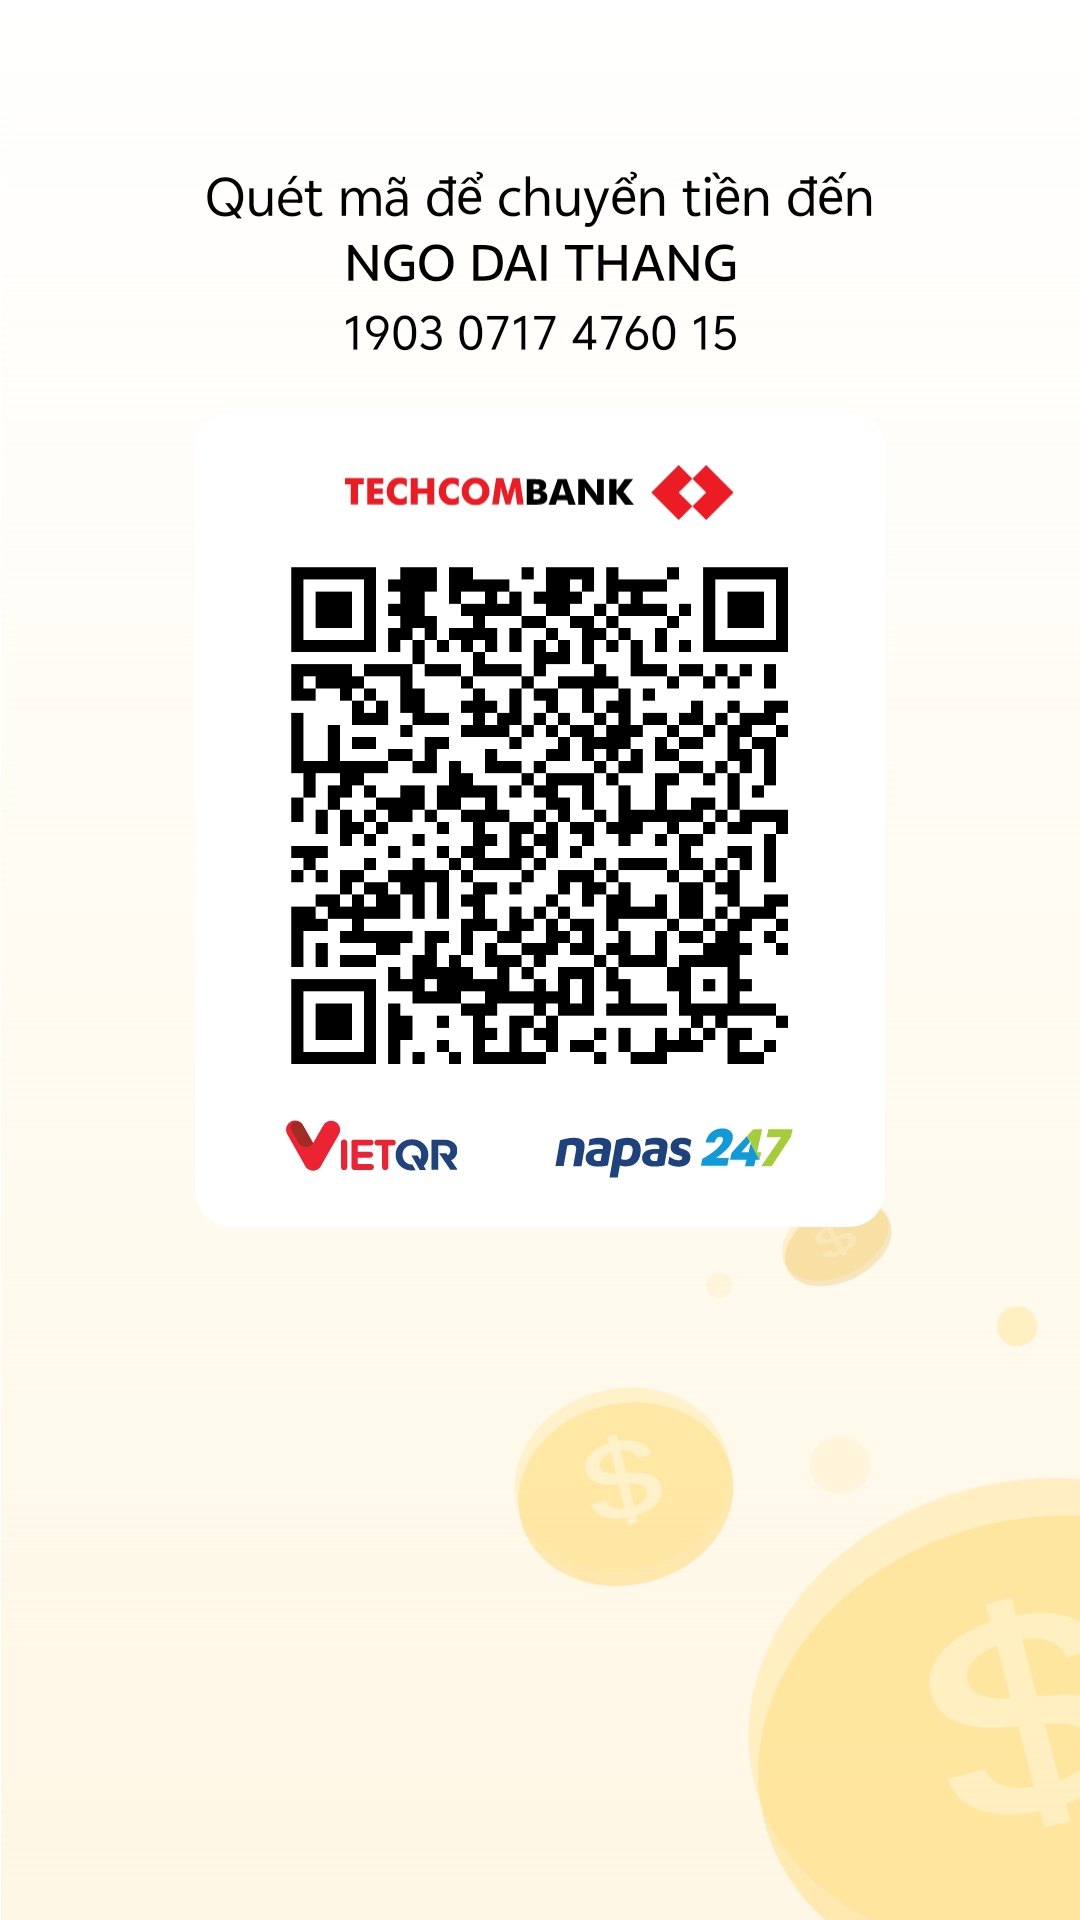 Quét mã để chuyển tiền đến
NGO DAI THANG
1903 0717 4760 15
TECHCOMBANK
VIETQR
napas 247
$
$
$